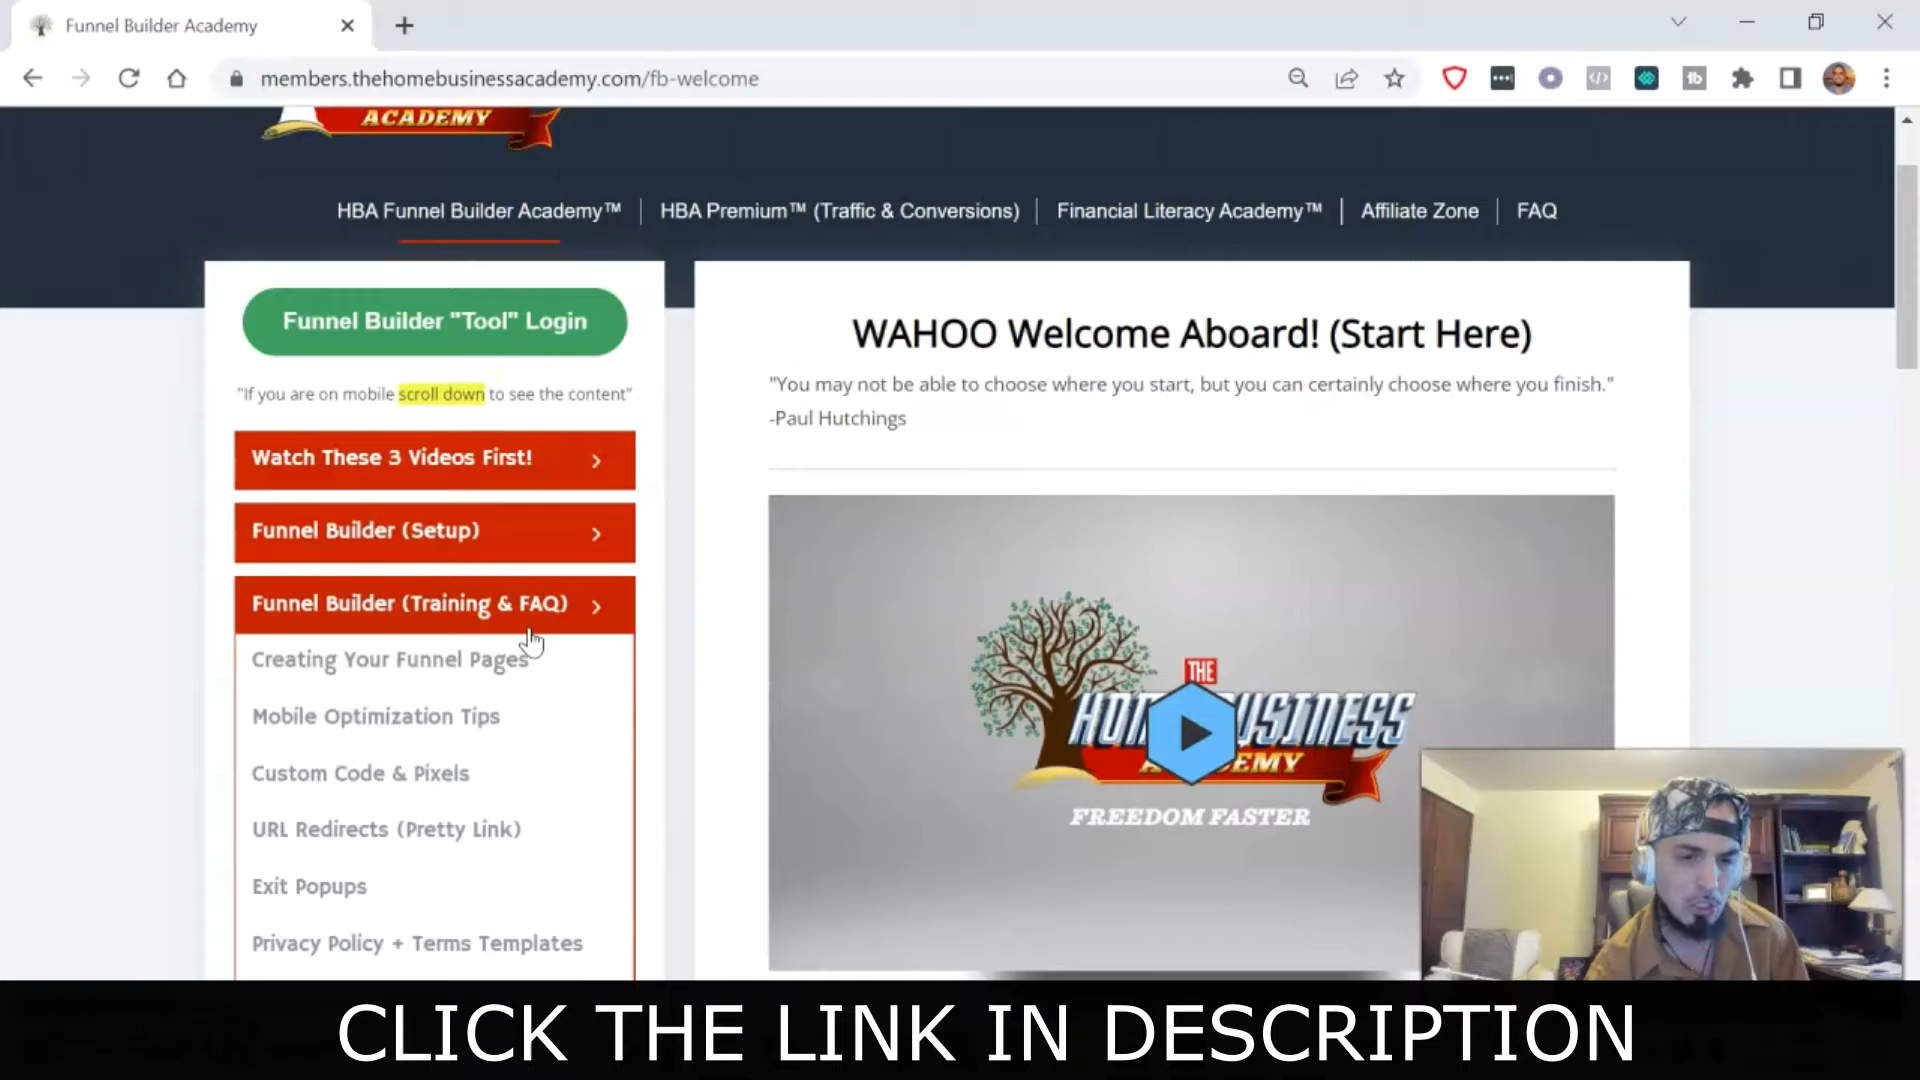 Funnel Builder Academy
members.thehomebusinessacademy.com/fb-welcome
ACADEMY
HBA Funnel Builder Academy™
HBA Premium™ (Traffic & Conversions)
Financial Literacy Academy™
Affiliate Zone
FAQ
Funnel Builder "Tool" Login
"If you are on mobile scroll down to see the content"
Watch These 3 Videos First!
Funnel Builder (Setup)
Funnel Builder (Training & FAQ)
Creating Your Funnel Pages
Mobile Optimization Tips
Custom Code & Pixels
URL Redirects (Pretty Link)
Exit Popups
Privacy Policy + Terms Templates
WAHOO Welcome Aboard! (Start Here)
"You may not be able to choose where you start, but you can certainly choose where you finish."
-Paul Hutchings
THE
FREEDOM FASTER
CLICK THE LINK IN DESCRIPTION